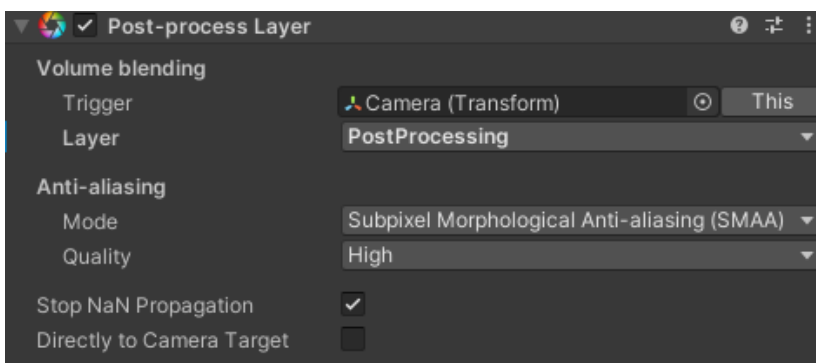 Post-process Layer
Volume blending
Trigger Camera (Transform) This
Layer PostProcessing
Anti-aliasing
Mode Subpixel Morphological Anti-aliasing (SMAA)
Quality High
Stop NaN Propagation
Directly to Camera Target